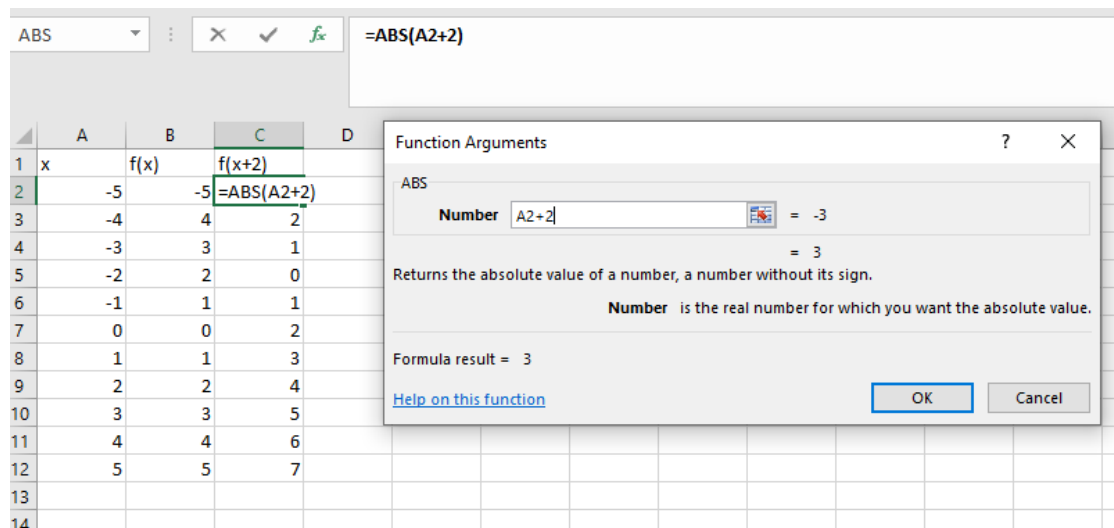 ABS =ABS(A2+2)
A B C D
1 x f(x) f(x+2)
2 -5 -5 =ABS(A2+2)
3 -4 4 2
4 -3 3 1
5 -2 2 0
6 -1 1 1
7 0 0 2
8 1 1 3
9 2 2 4
10 3 3 5
11 4 4 6
12 5 5 7
13
14
Function Arguments ? 
ABS
Number A2+2 = -3
= 3
Returns the absolute value of a number, a number without its sign.
Number is the real number for which you want the absolute value.
Formula result = 3
Help on this function OK Cancel